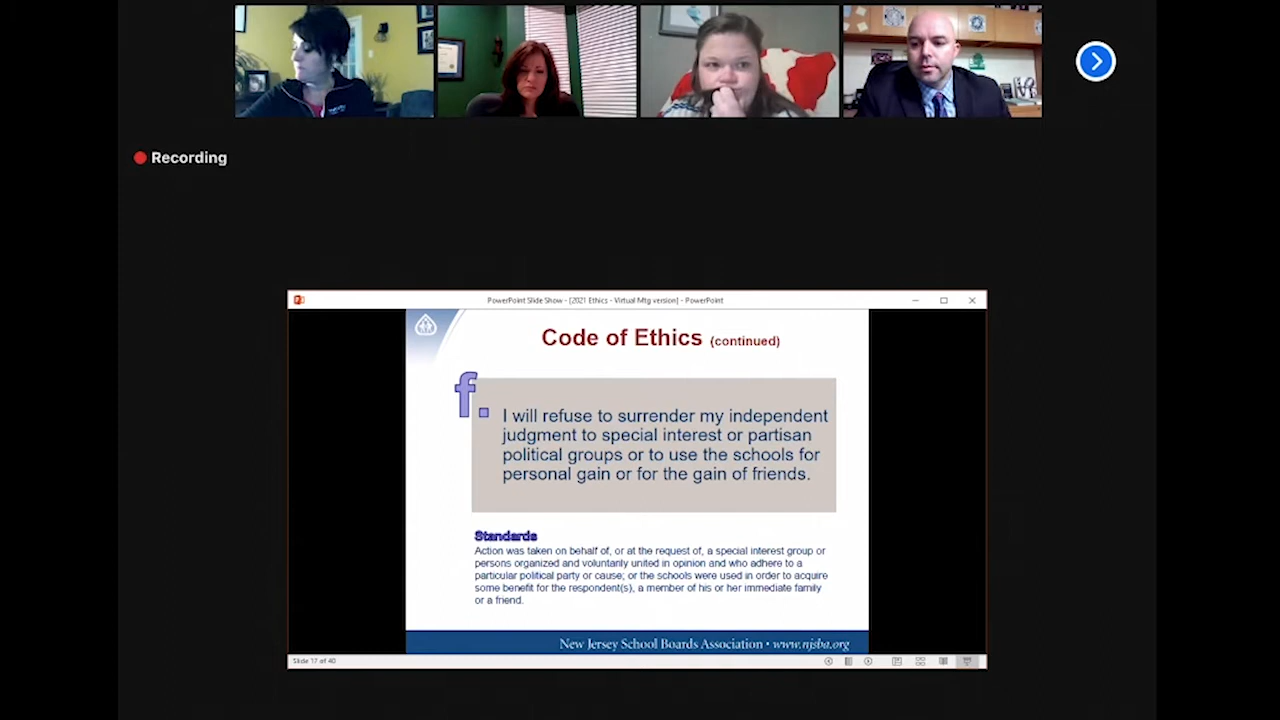 Recording
PowerPoint Slide Show - [2021 Ethics - Virtual Mtg version] - PowerPoint
Code of Ethics (continued)
f.
I will refuse to surrender my independent
judgment to special interest or partisan
political groups or to use the schools for
personal gain or for the gain of friends.
Standards
Action was taken on behalf of, or at the request of, a special interest group or
persons organized and voluntarily united in opinion and who adhere to a
particular political party or cause; or the schools were used in order to acquire
some benefit for the respondent(s), a member of his or her immediate family
or a friend.
New Jersey School Boards Association • www.njsba.org
Slide 17 of 40